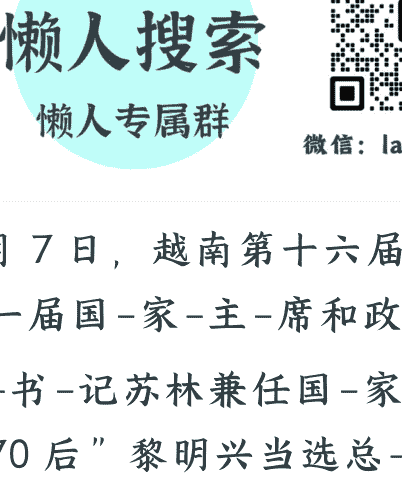 懒人搜索
懒人专属群
微信：la
月 7 日，越南第十六届
一届国-家-主-席和政
-书-记苏林兼任国-家
70 后”黎明兴当选总-